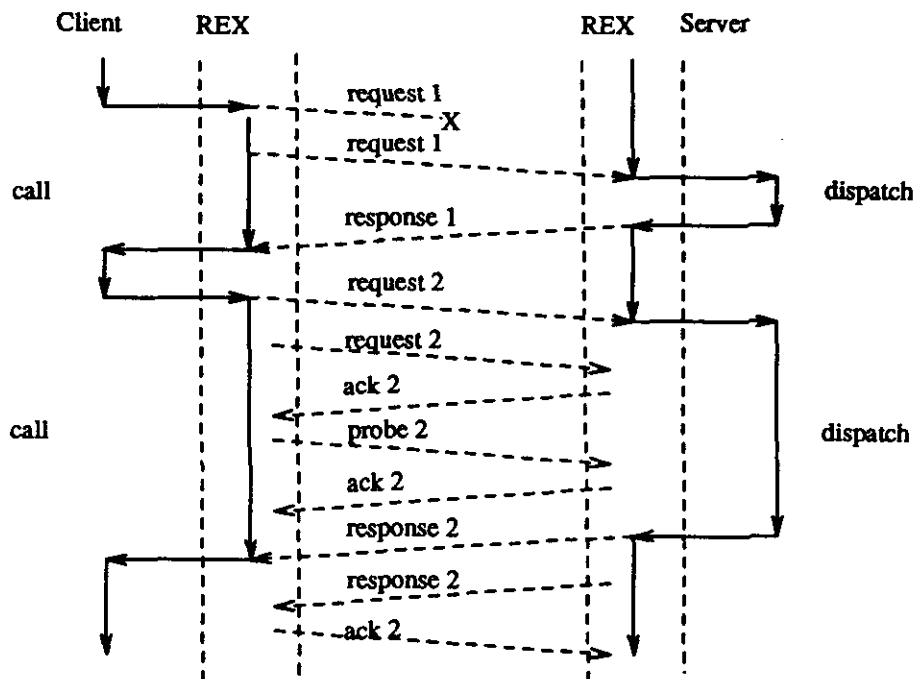 Client REX REX Server
request 1
X
request 1
call dispatch
response 1
request 2
request 2
ack 2
call probe 2 dispatch
ack 2
response 2
response 2
ack 2